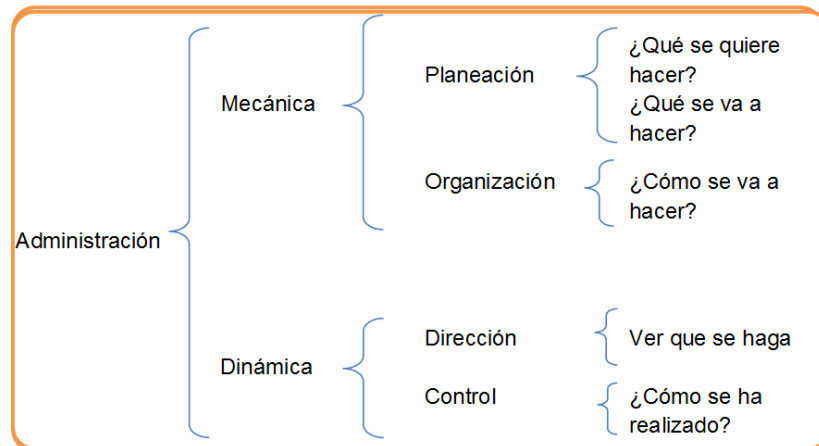 Administración
Mecánica
Planeación
¿Qué se quiere
hacer?
¿Qué se va a
hacer?
Organización
¿Cómo se va a
hacer?
Dinámica
Dirección
Ver que se haga
Control
¿Cómo se ha
realizado?